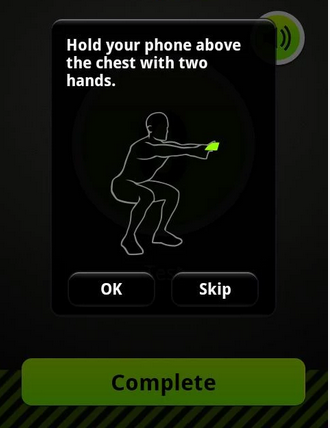 Hold your phone above
the chest with two
hands.
OK
Skip
Complete